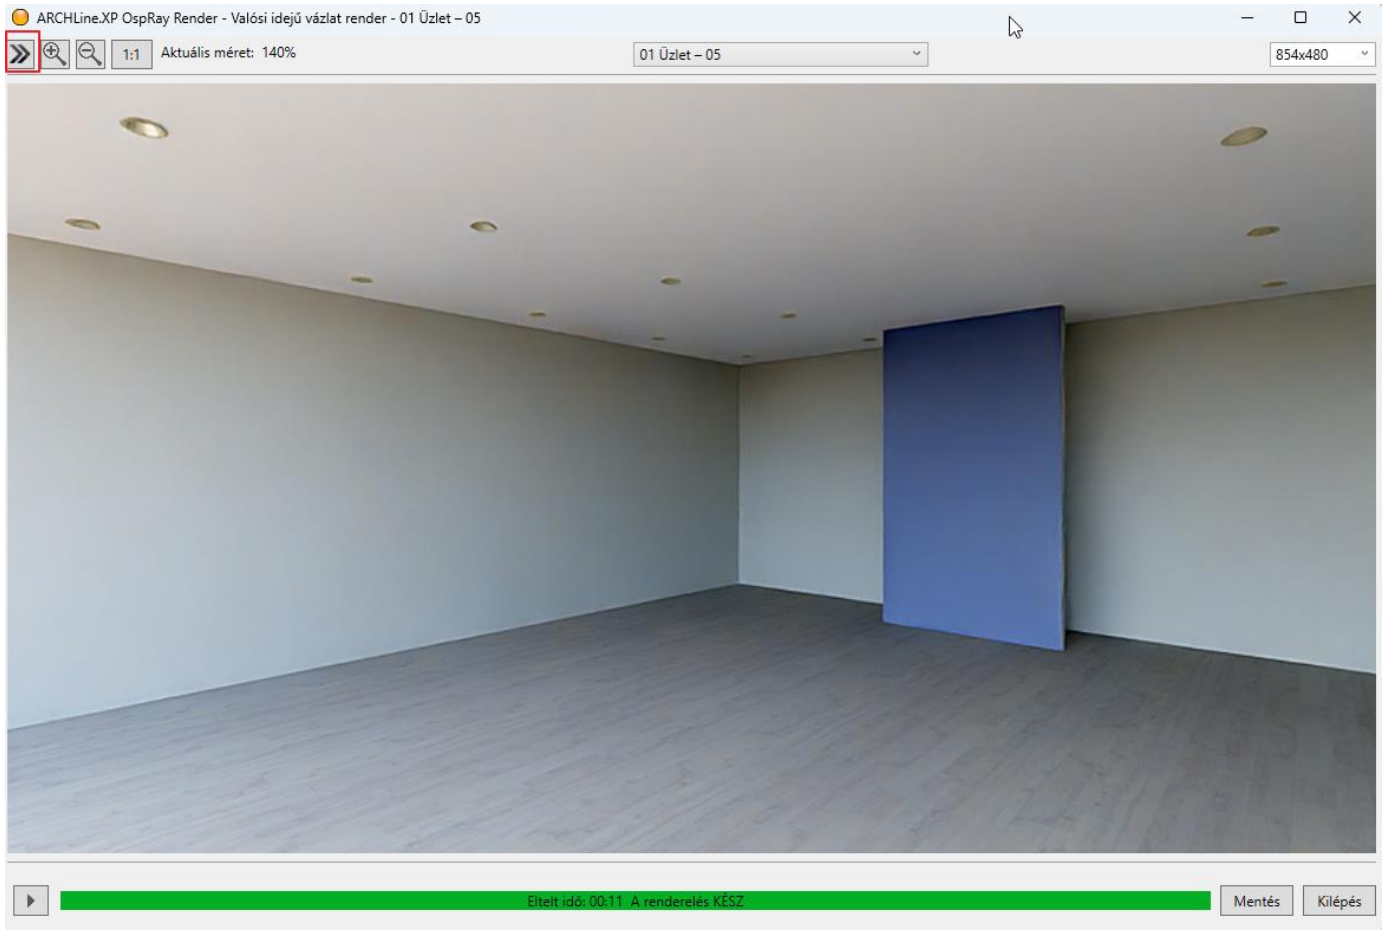 ARCHLine.XP OspRay Render - Valósi idejű vázlat render - 01 Üzlet – 05
1:1 Aktuális méret: 140% 01 Üzlet – 05 854x480
Eltelt idő: 00:11 A renderelés KÉSZ Mentés Kilépés